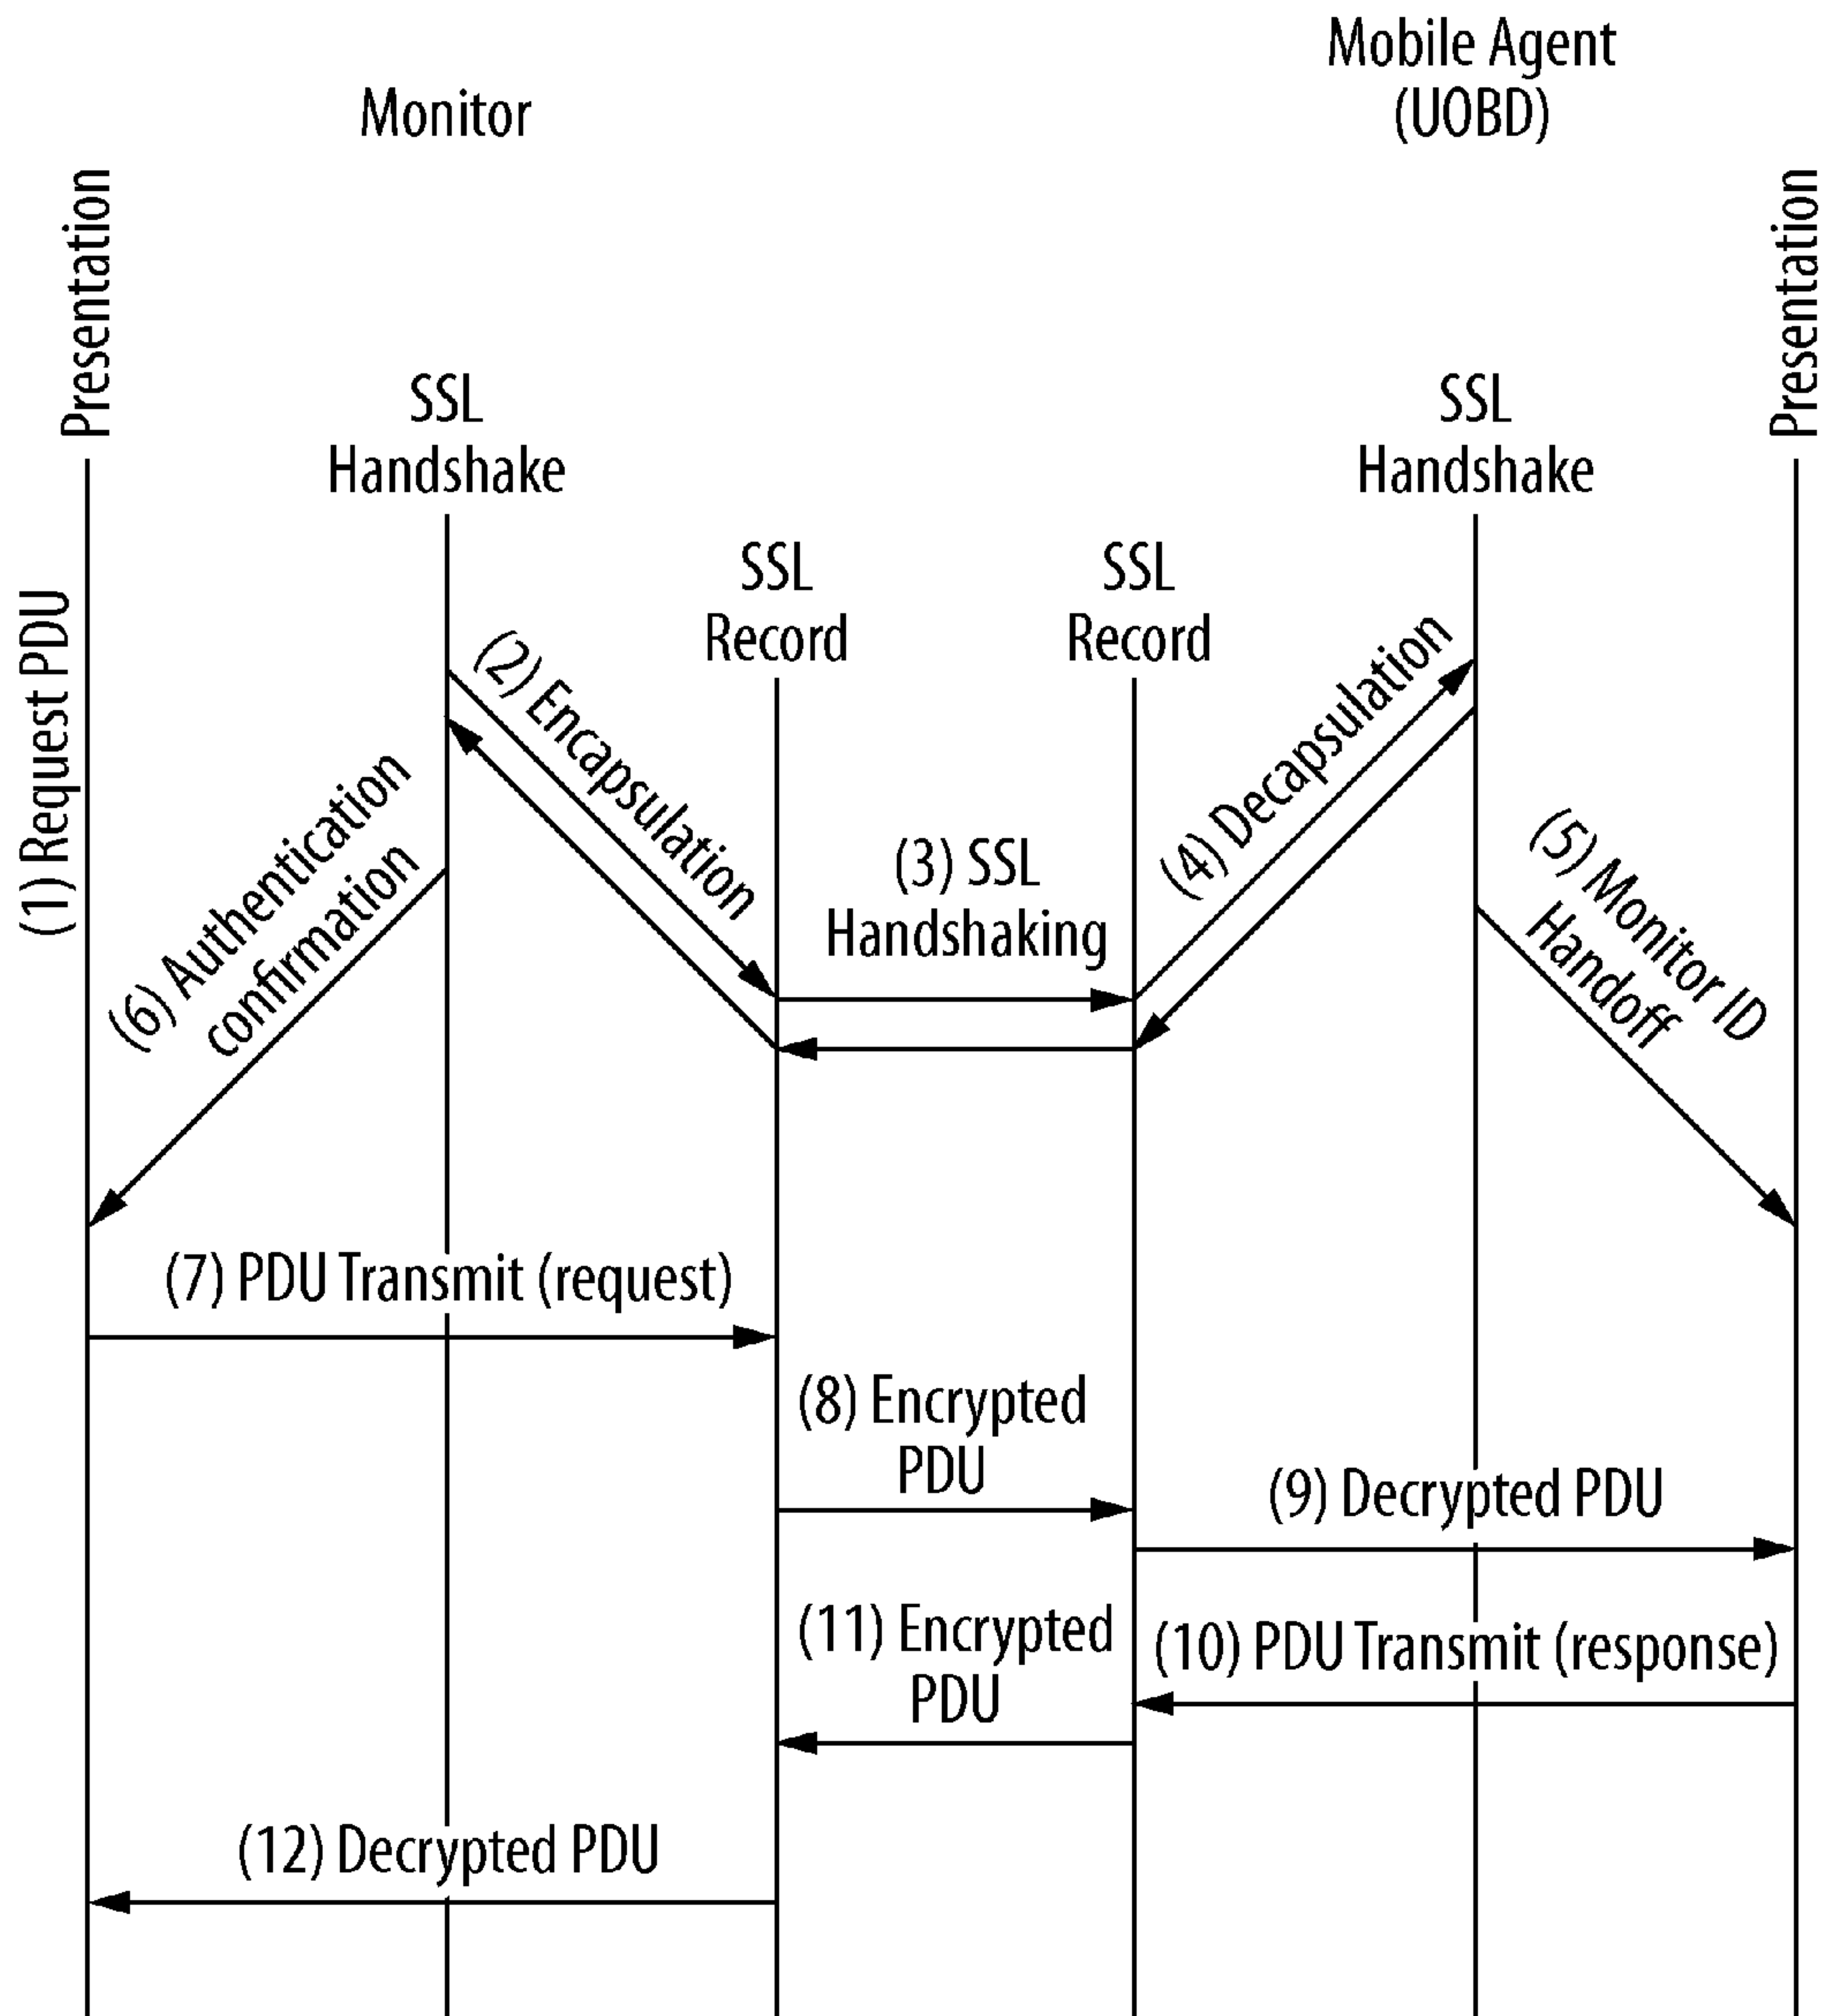 Monitor
Mobile Agent
(UOBD)
Presentation
Presentation
SSL
Handshake
SSL
Handshake
SSL
Record
SSL
Record
(1) Request PDU
(2) Encapsulation
(3) SSL
Handshaking
(4) Decapsulation
(5) Monitor ID
Handoff
(6) Authentication
confirmation
(7) PDU Transmit (request)
(8) Encrypted
PDU
(9) Decrypted PDU
(10) PDU Transmit (response)
(11) Encrypted
PDU
(12) Decrypted PDU